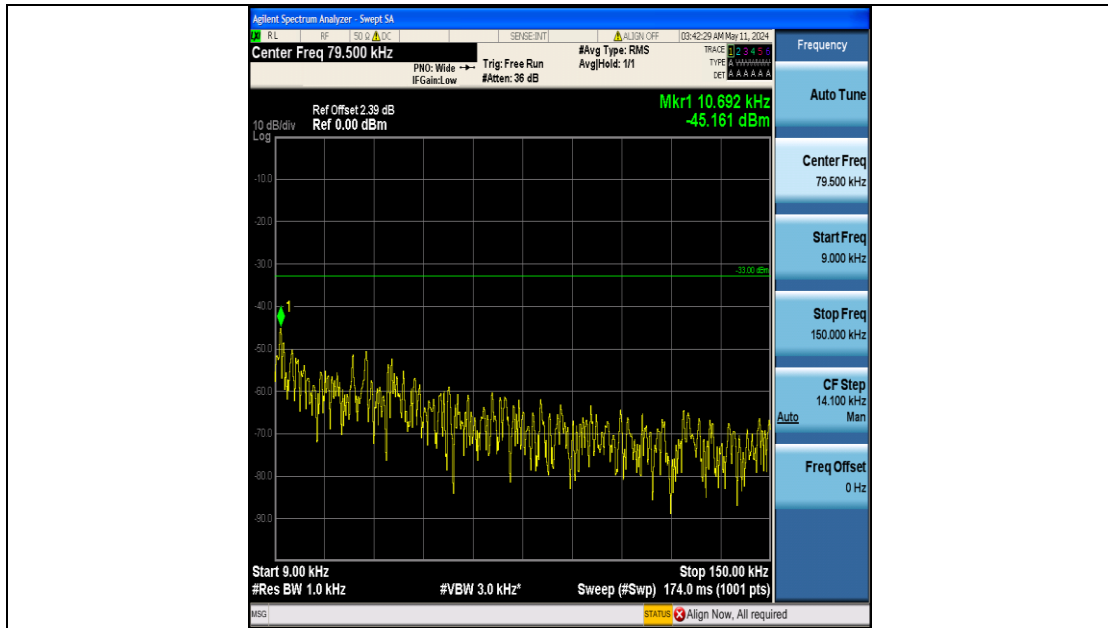 Agilent Spectrum Analyzer - Swept SA
RL RF 50 Ω DC SENSE:INT ALIGN OFF 03:42:29 AM May 11, 2024
Center Freq 79.500 kHz
PNO: Wide
IFGain:Low
Trig: Free Run
#Atten: 36 dB
#Avg Type: RMS
Avg|Hold: 1/1
TRACE 1 2 3 4 5 6
TYPE A WWWWW
DET A A A A A A
Ref Offset 2.39 dB
10 dB/div Ref 0.00 dBm
Log
Mkr1 10.692 kHz
-45.161 dBm
-10.0
-20.0
-30.0
-33.00 dBm
-40.0
1
-50.0
-60.0
-70.0
-80.0
-90.0
Start 9.00 kHz Stop 150.00 kHz
#Res BW 1.0 kHz #VBW 3.0 kHz* Sweep (#Swp) 174.0 ms (1001 pts)
MSG STATUS Align Now, All required
Frequency
Auto Tune
Center Freq
79.500 kHz
Start Freq
9.000 kHz
Stop Freq
150.000 kHz
CF Step
14.100 kHz
Auto Man
Freq Offset
0 Hz